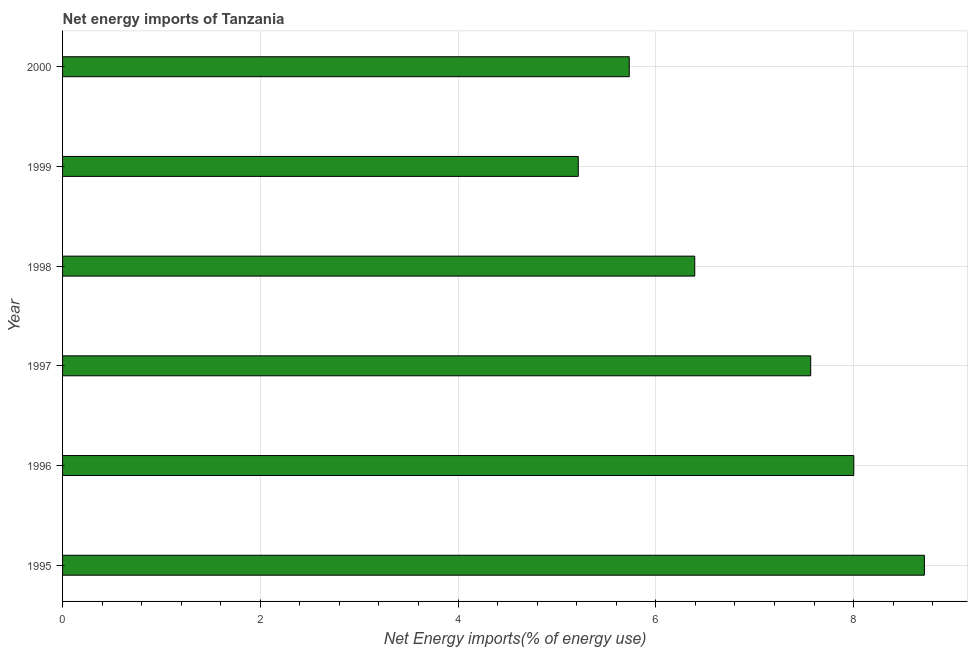 Net energy imports of Tanzania
2000
1999
1998
1997
1996
1995
Year
0 2 4 6 8
Net Energy imports(% of energy use)